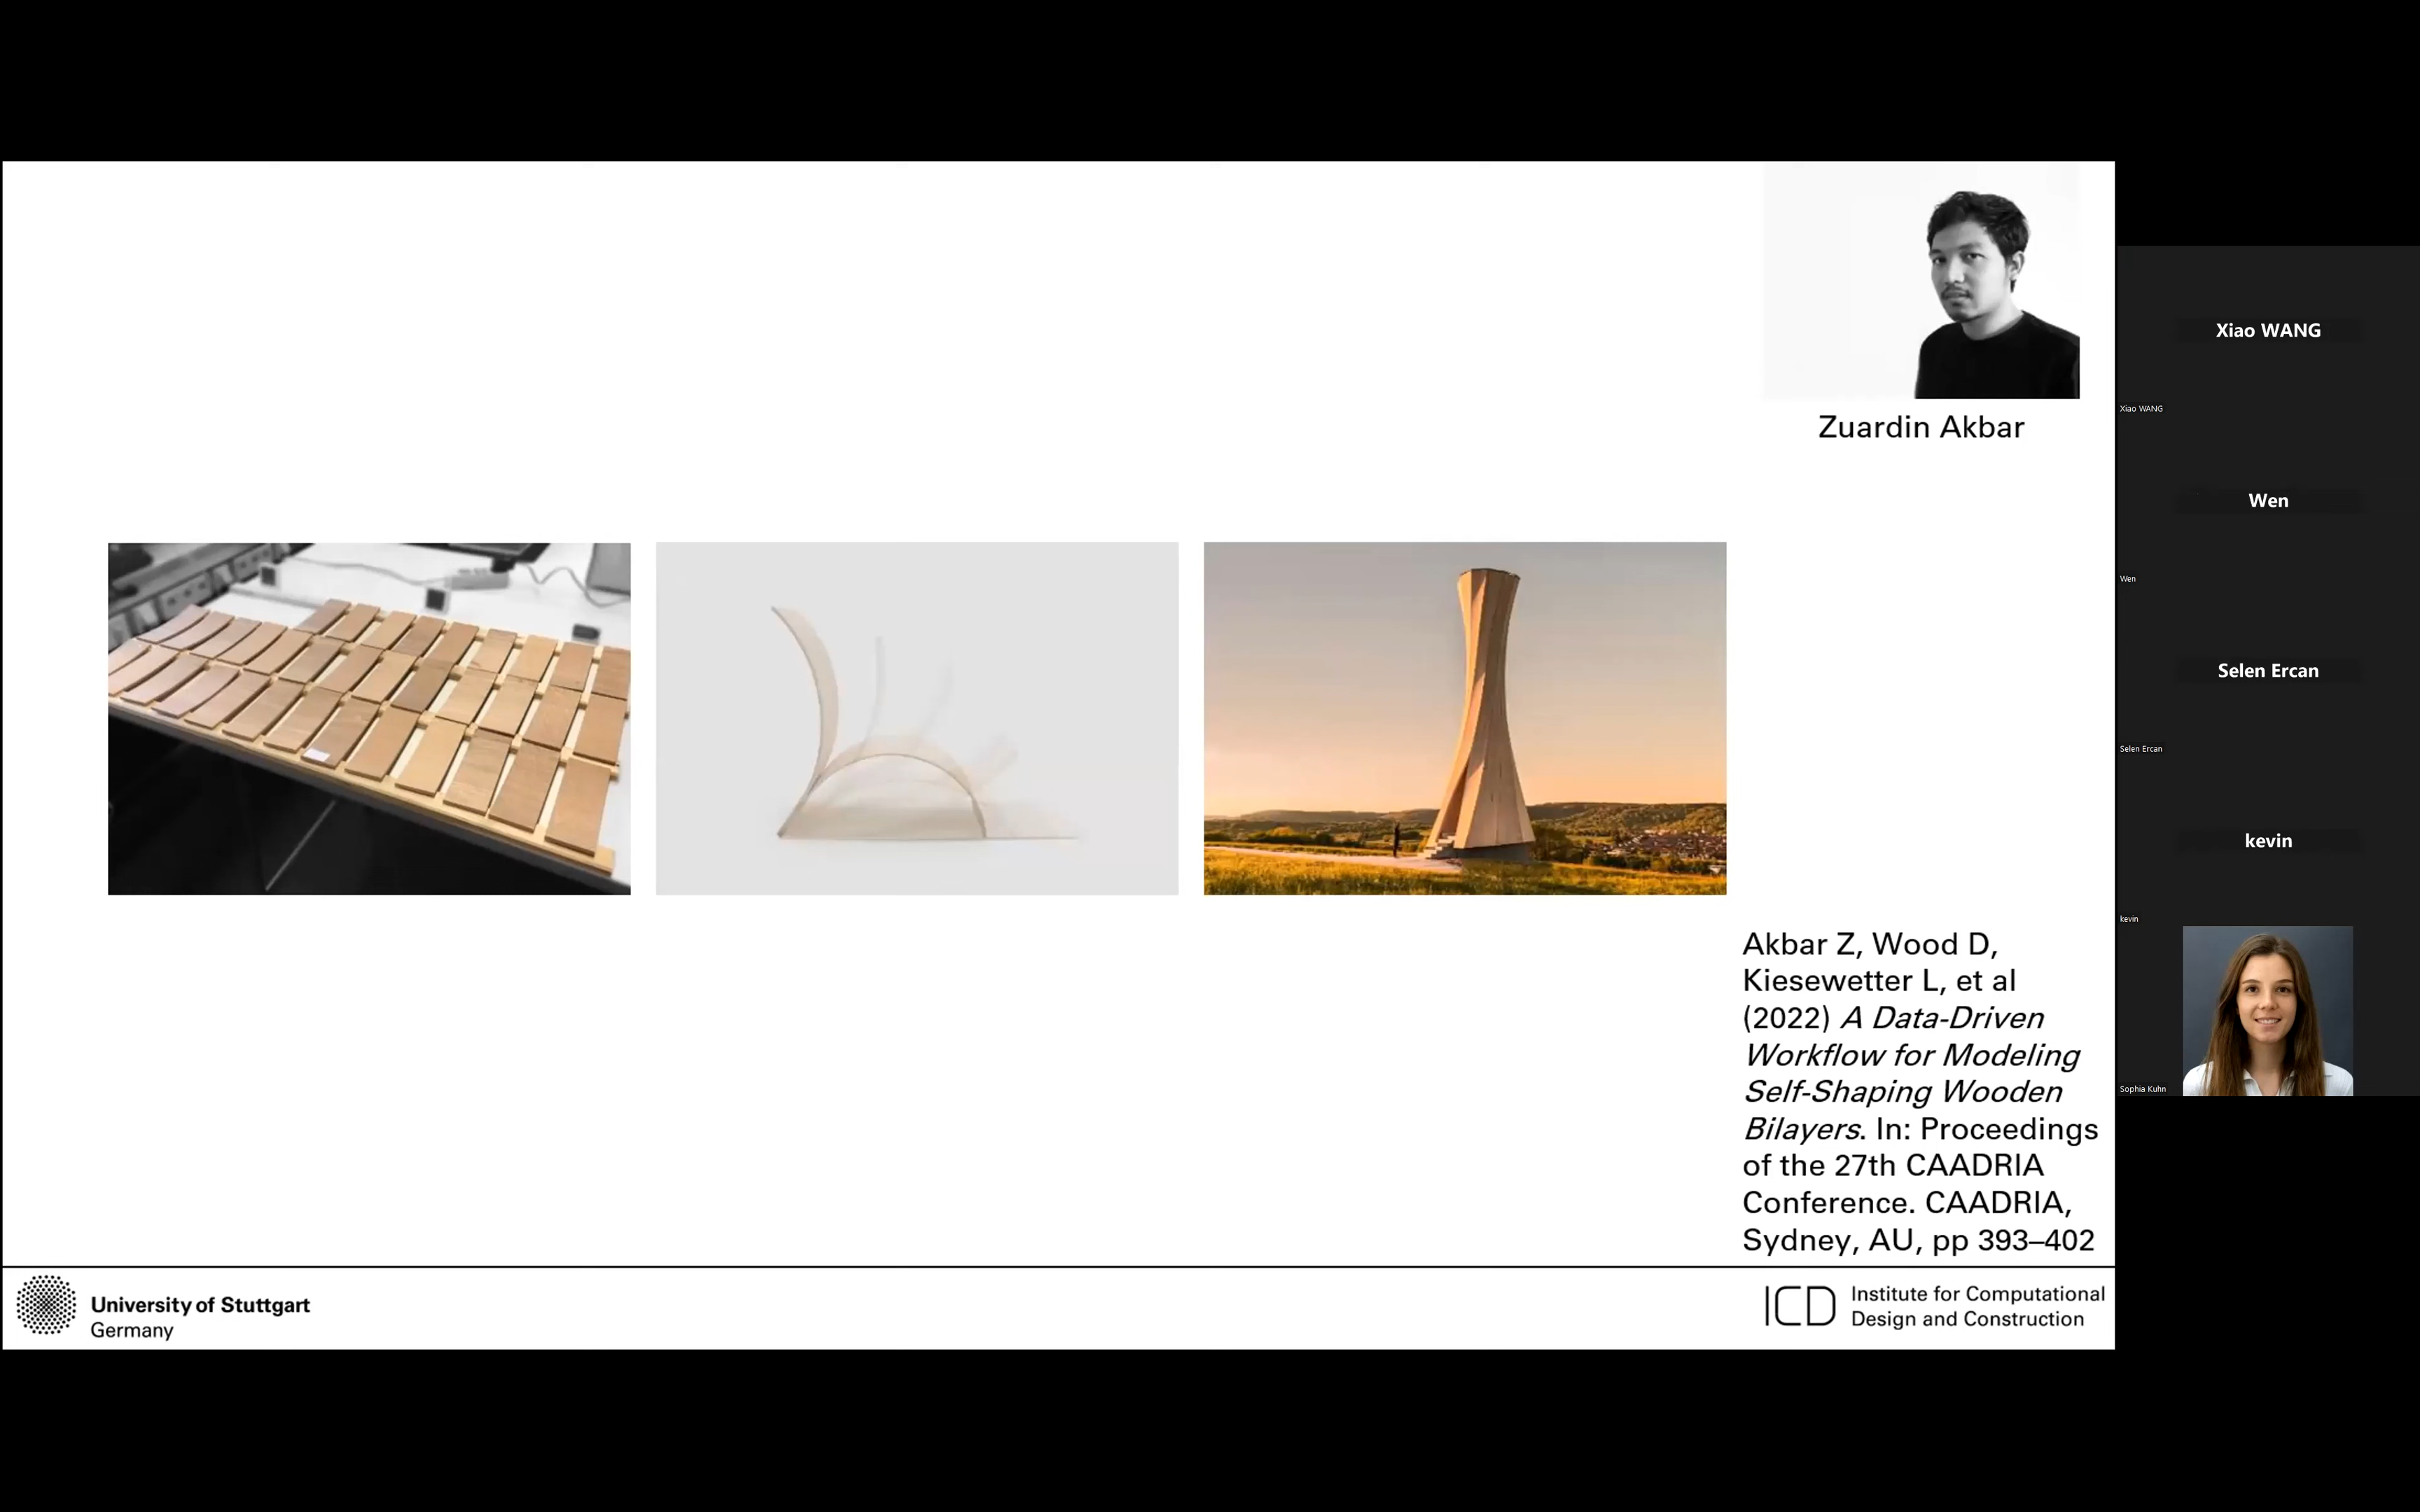 Zuardin Akbar
Akbar Z, Wood D,
Kiesewetter L, et al
(2022) A Data-Driven
Workflow for Modeling
Self-Shaping Wooden
Bilayers. In: Proceedings
of the 27th CAADRIA
Conference. CAADRIA,
Sydney, AU, pp 393–402
University of Stuttgart
Germany
ICD
Institute for Computational
Design and Construction
Xiao WANG
Xiao WANG
Wen
Wen
Selen Ercan
Selen Ercan
kevin
kevin
Sophia Kuhn